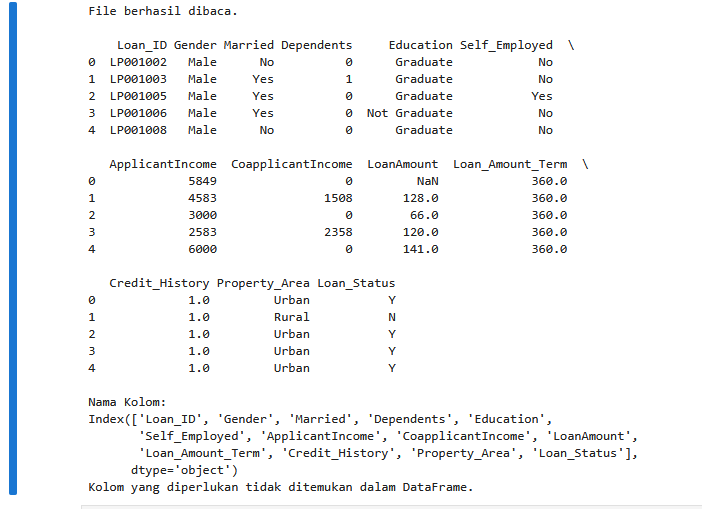 File berhasil dibaca.
Loan_ID Gender Married Dependents Education Self_Employed \
0 LP001002 Male No 0 Graduate No
1 LP001003 Male Yes 1 Graduate No
2 LP001005 Male Yes 0 Graduate Yes
3 LP001006 Male Yes 0 Not Graduate No
4 LP001008 Male No 0 Graduate No
ApplicantIncome CoapplicantIncome LoanAmount Loan_Amount_Term \
0 5849 0 NaN 360.0
1 4583 1508 128.0 360.0
2 3000 0 66.0 360.0
3 2583 2358 120.0 360.0
4 6000 0 141.0 360.0
Credit_History Property_Area Loan_Status
0 1.0 Urban Y
1 1.0 Rural N
2 1.0 Urban Y
3 1.0 Urban Y
4 1.0 Urban Y
Nama Kolom:
Index(['Loan_ID', 'Gender', 'Married', 'Dependents', 'Education',
'Self_Employed', 'ApplicantIncome', 'CoapplicantIncome', 'LoanAmount',
'Loan_Amount_Term', 'Credit_History', 'Property_Area', 'Loan_Status'],
dtype='object')
Kolom yang diperlukan tidak ditemukan dalam DataFrame.